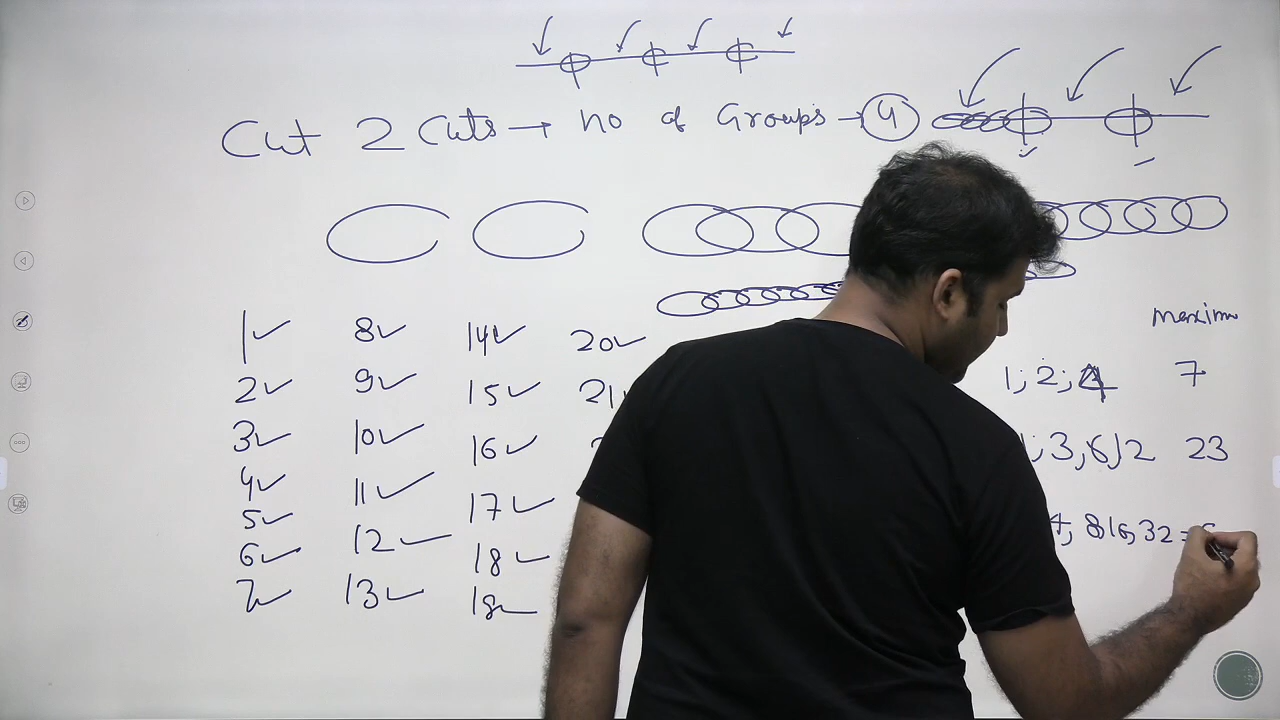 Cut 2 Cuts → no of Groups → 4
maximu
1✓ 8✓ 14✓ 20✓
1; 2; 4 7
2✓ 9✓ 15✓ 21
3✓ 10✓ 16✓
; 3, 6, 12 23
4✓ 11✓ 17✓
5✓
4, 8, 16, 32 =
6✓ 12✓ 18✓
7✓ 13✓ 18✓